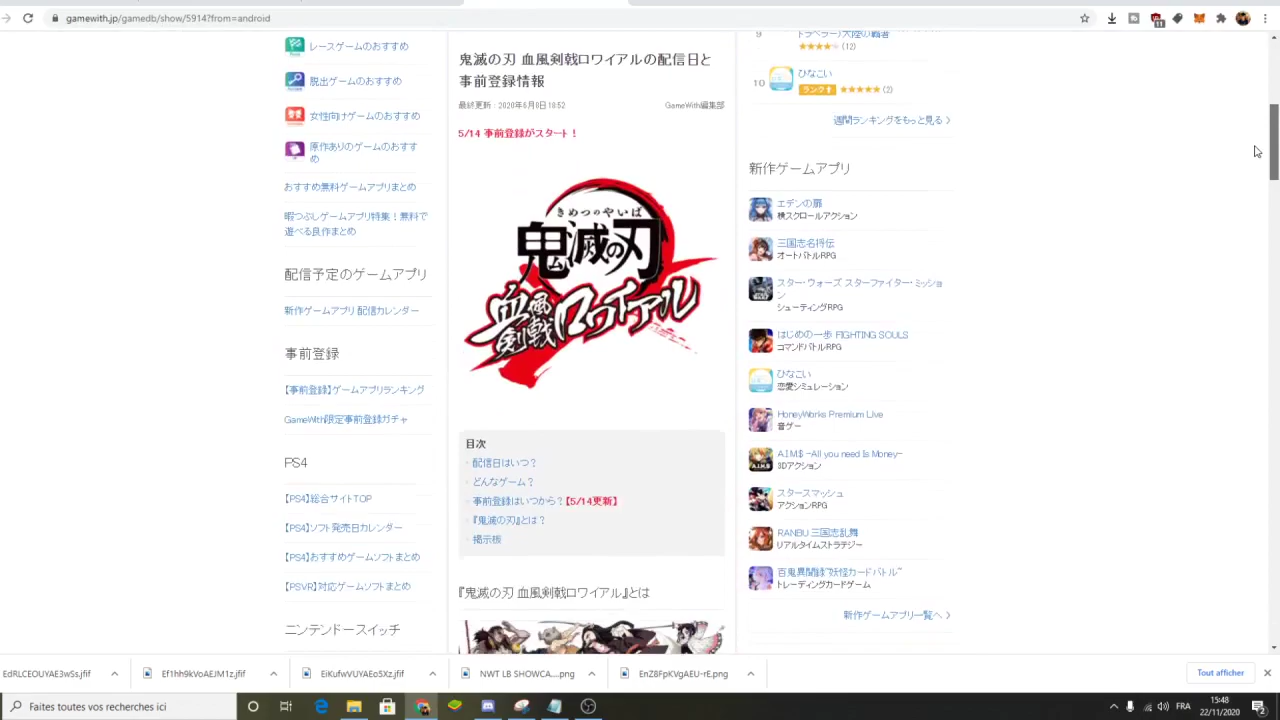 gamewith.jp/gamedb/show/5914?from=android
11
レースゲームのおすすめ
脱出ゲームのおすすめ
女性向けゲームのおすすめ
原作ありのゲームのおすす
め
おすすめ無料ゲームアプリまとめ
暇つぶしゲームアプリ特集！無料で
遊べる良作まとめ
配信予定のゲームアプリ
新作ゲームアプリ 配信カレンダー
事前登録
【事前登録】ゲームアプリランキング
GameWith限定事前登録ガチャ
PS4
【PS4】総合サイトTOP
【PS4】ソフト発売日カレンダー
【PS4】おすすめゲームソフトまとめ
【PSVR】対応ゲームソフトまとめ
ニンテンドースイッチ
鬼滅の刃 血風剣戟ロワイアルの配信日と
事前登録情報
最終更新 : 2020年6月8日 18:52
GameWith編集部
5/14 事前登録がスタート！
きめつのやいば
鬼滅の刃
血風
剣戟ロワイアル
目次
配信日はいつ？
どんなゲーム？
事前登録はいつから？【5/14更新】
『鬼滅の刃』とは？
掲示板
『鬼滅の刃 血風剣戟ロワイアル』とは
9
トラベラー) 大陸の覇者
★★★★★ (12)
10 ひなこい
ランク ★★★★★ (2)
週間ランキングをもっと見る
新作ゲームアプリ
エデンの扉
横スクロールアクション
三国志名将伝
オートバトルRPG
スター・ウォーズ スターファイター・ミッショ
ン
シューティングRPG
はじめの一歩 FIGHTING SOULS
コマンドバトルRPG
ひなこい
恋愛シミュレーション
HoneyWorks Premium Live
音ゲー
A.I.M.$ -All you need Is Money-
3Dアクション
スタースマッシュ
アクションRPG
RANBU 三国志乱舞
リアルタイムストラテジー
百鬼異聞録~妖怪カードバトル~
トレーディングカードゲーム
新作ゲームアプリ一覧へ
EdRLCEOUYAE3wSs.jfif
Ef1hh9kVoAEJM1z.jfif
EiKufwVUYAEo5Xz.jfif
NWT LB SHOWCA....png
EnZ8FpKVgAEU-rE.png
Tout afficher
Faites toutes vos recherches ici
FRA
15:48
22/11/2020
2